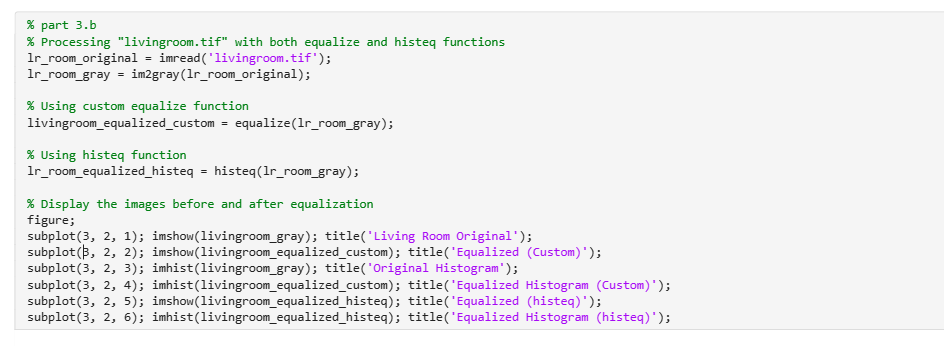 % part 3.b
% Processing "livingroom.tif" with both equalize and histeq functions
lr_room_original = imread('livingroom.tif');
lr_room_gray = im2gray(lr_room_original);
% Using custom equalize function
livingroom_equalized_custom = equalize(lr_room_gray);
% Using histeq function
lr_room_equalized_histeq = histeq(lr_room_gray);
% Display the images before and after equalization
figure;
subplot(3, 2, 1); imshow(livingroom_gray); title('Living Room Original');
subplot(3, 2, 2); imshow(livingroom_equalized_custom); title('Equalized (Custom)');
subplot(3, 2, 3); imhist(livingroom_gray); title('Original Histogram');
subplot(3, 2, 4); imhist(livingroom_equalized_custom); title('Equalized Histogram (Custom)');
subplot(3, 2, 5); imshow(livingroom_equalized_histeq); title('Equalized (histeq)');
subplot(3, 2, 6); imhist(livingroom_equalized_histeq); title('Equalized Histogram (histeq)');